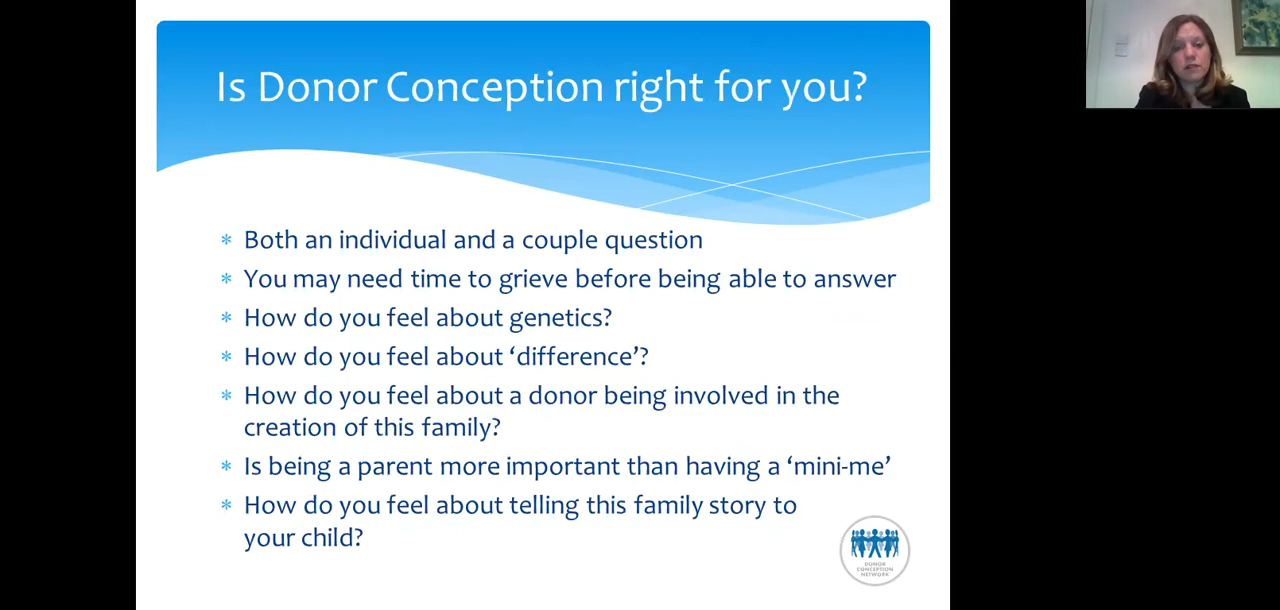 Is Donor Conception right for you?
* Both an individual and a couple question
* You may need time to grieve before being able to answer
* How do you feel about genetics?
* How do you feel about ‘difference’?
* How do you feel about a donor being involved in the
creation of this family?
* Is being a parent more important than having a ‘mini-me’
* How do you feel about telling this family story to
your child?
DONOR
CONCEPTION
NETWORK